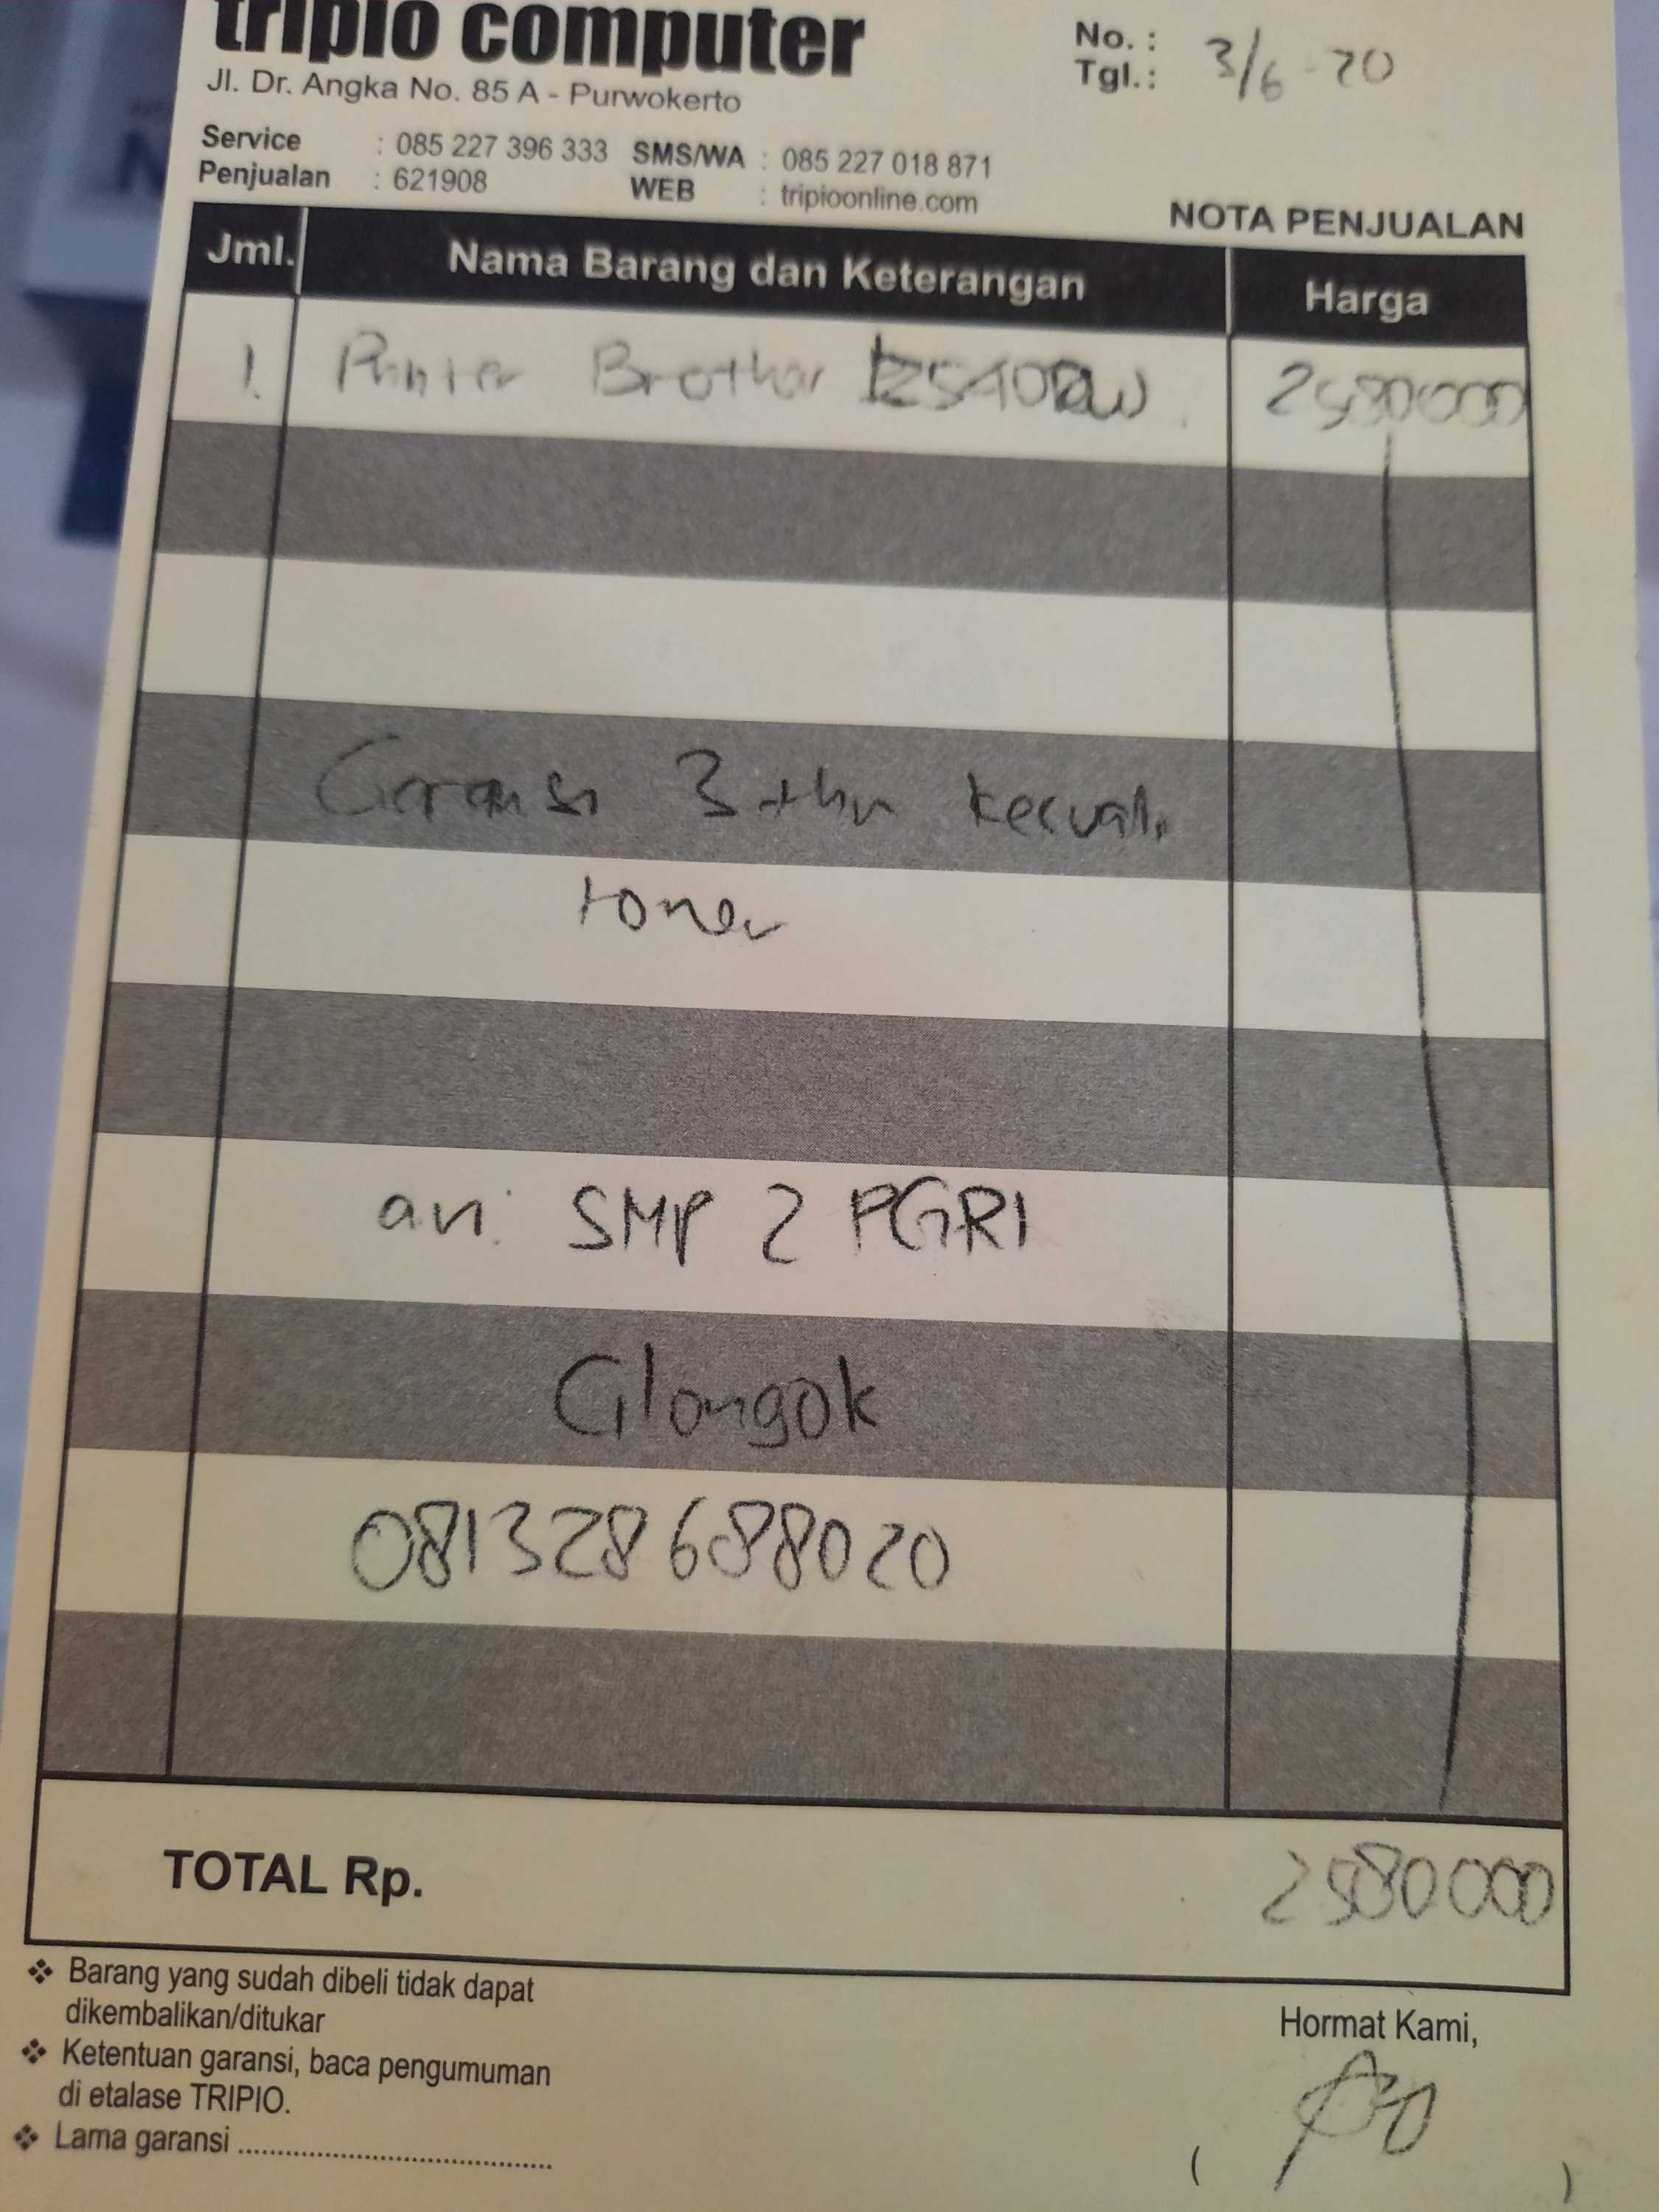 tripio computer
Jl. Dr. Angka No. 85 A - Purwokerto
No. :
Tgl.: 3/6-20
Service : 085 227 396 333 SMS/WA : 085 227 018 871
Penjualan : 621908 WEB : tripioonline.com
NOTA PENJUALAN
Jml. Nama Barang dan Keterangan Harga
1. Printer Brother 2580000
Garansi 3 thn kecuali
toner
an. SMP 2 PGRI
Cilongok
081328688020
TOTAL Rp. 2580000
❖ Barang yang sudah dibeli tidak dapat
dikembalikan/ditukar
❖ Ketentuan garansi, baca pengumuman
di etalase TRIPIO.
❖ Lama garansi ........................................
Hormat Kami,
( )